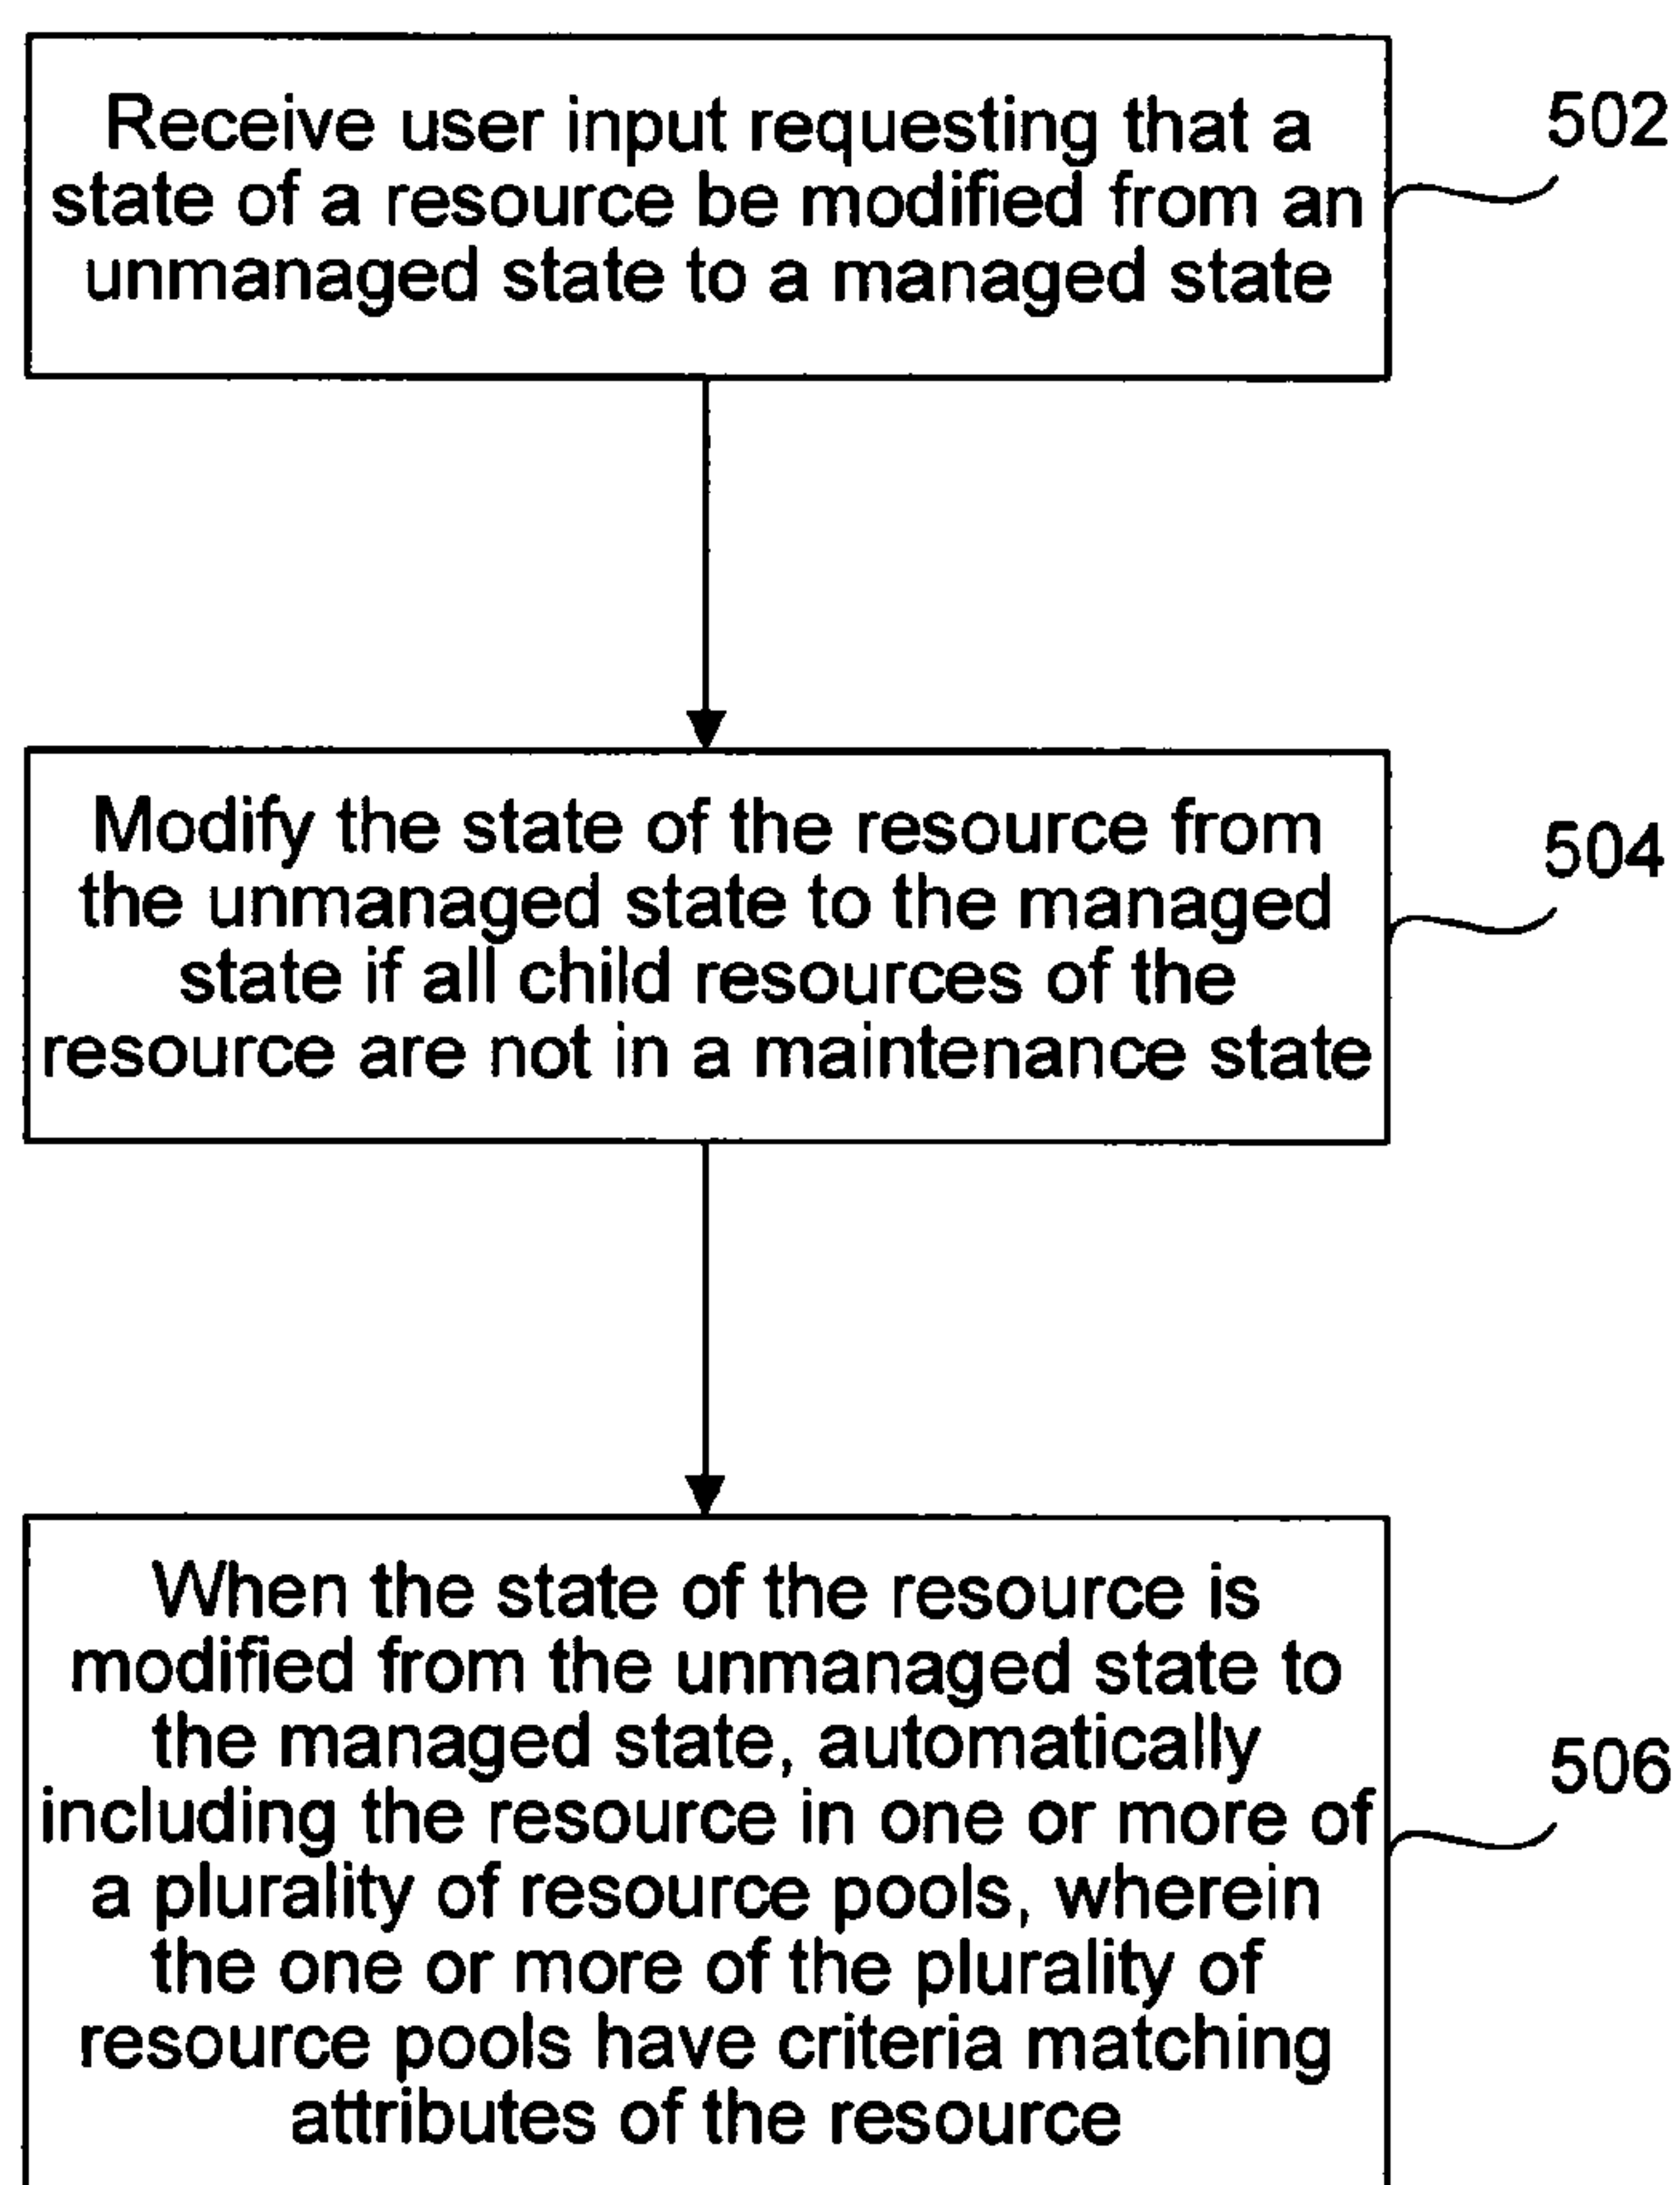 Receive user input requesting that a
state of a resource be modified from an
unmanaged state to a managed state
502
Modify the state of the resource from
the unmanaged state to the managed
state if all child resources of the
resource are not in a maintenance state
504
When the state of the resource is
modified from the unmanaged state to
the managed state, automatically
including the resource in one or more of
a plurality of resource pools, wherein
the one or more of the plurality of
resource pools have criteria matching
attributes of the resource
506